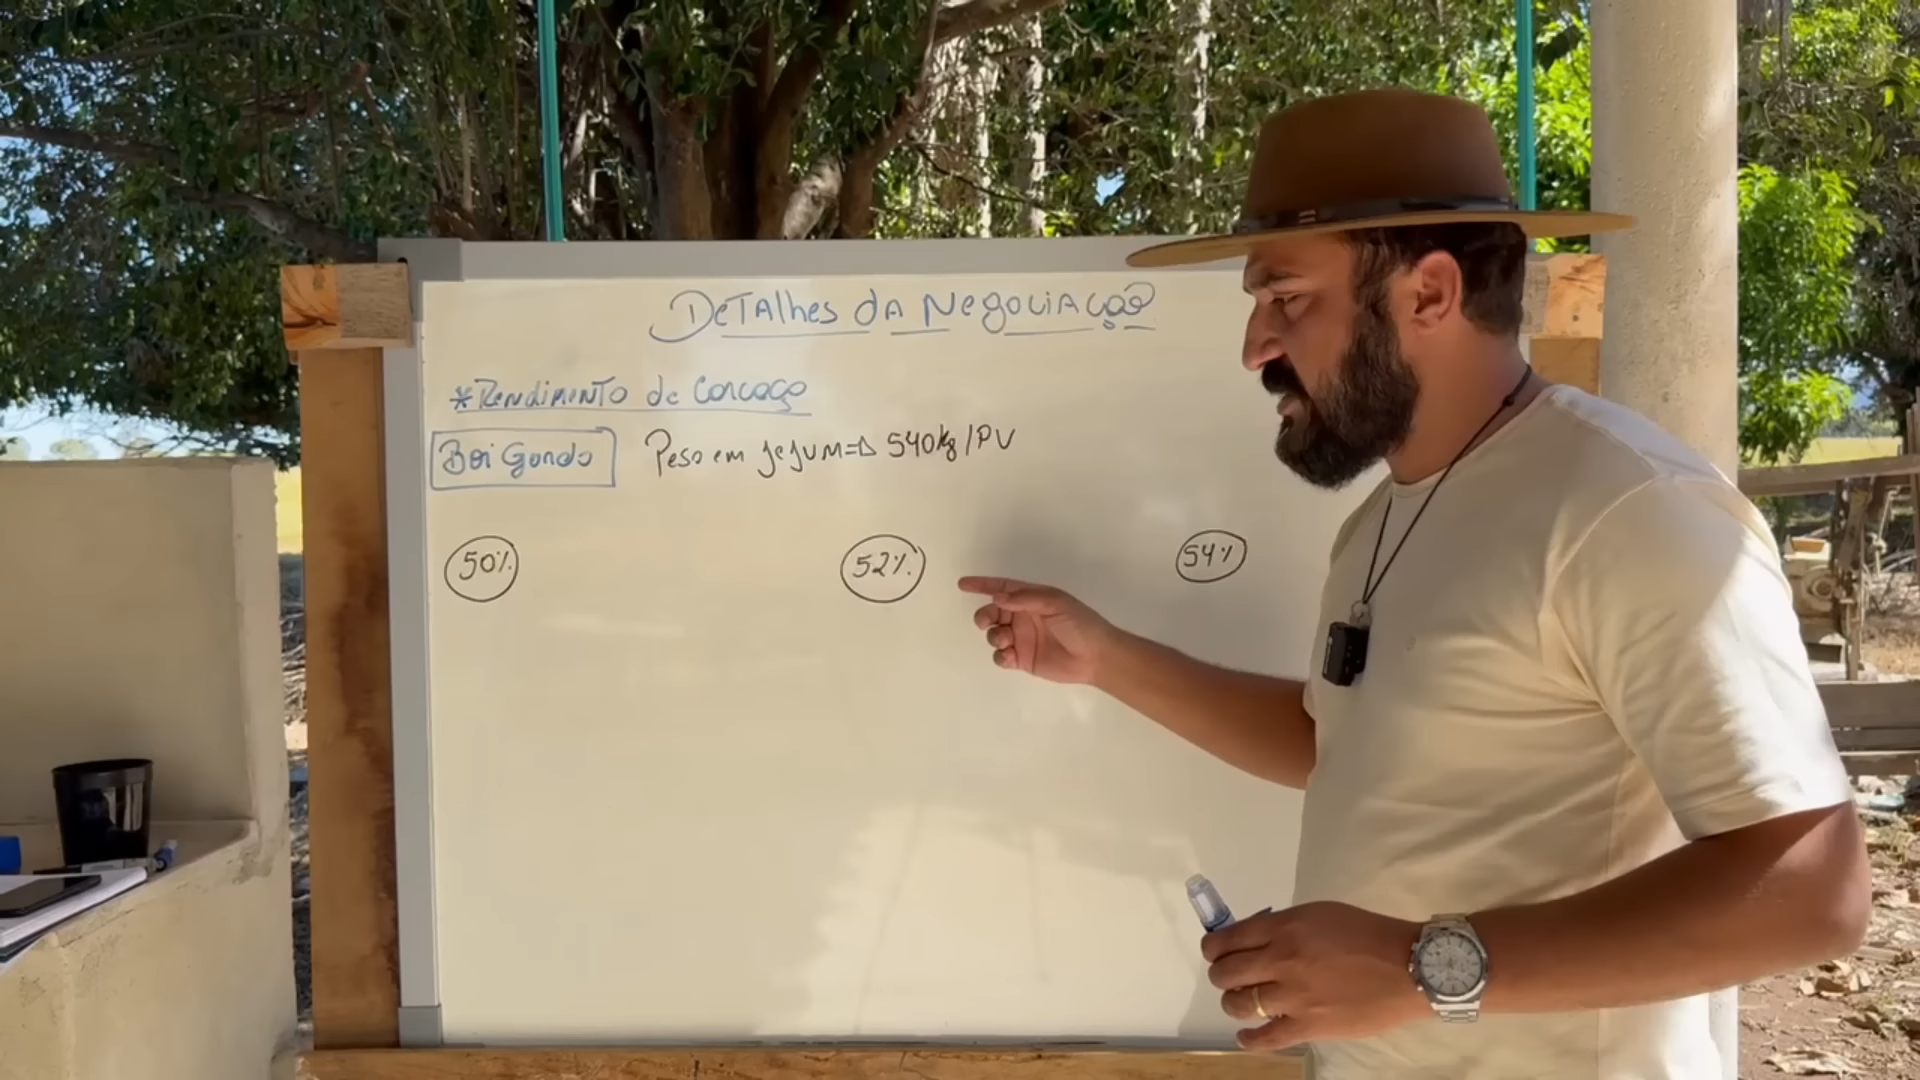 Detalhes da Negociação
*Rendimento de Carcaça
Boi Gordo Peso em jejum=Δ 540kg/PV
50% 52% 54%